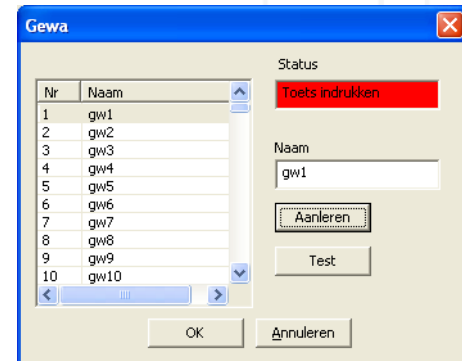 Gewa
Status
Nr Naam
Toets indrukken
1 gw1
2 gw2
3 gw3
Naam
4 gw4
gw1
5 gw5
6 gw6
Aanleren
7 gw7
8 gw8
9 gw9
Test
10 gw10
OK Annuleren